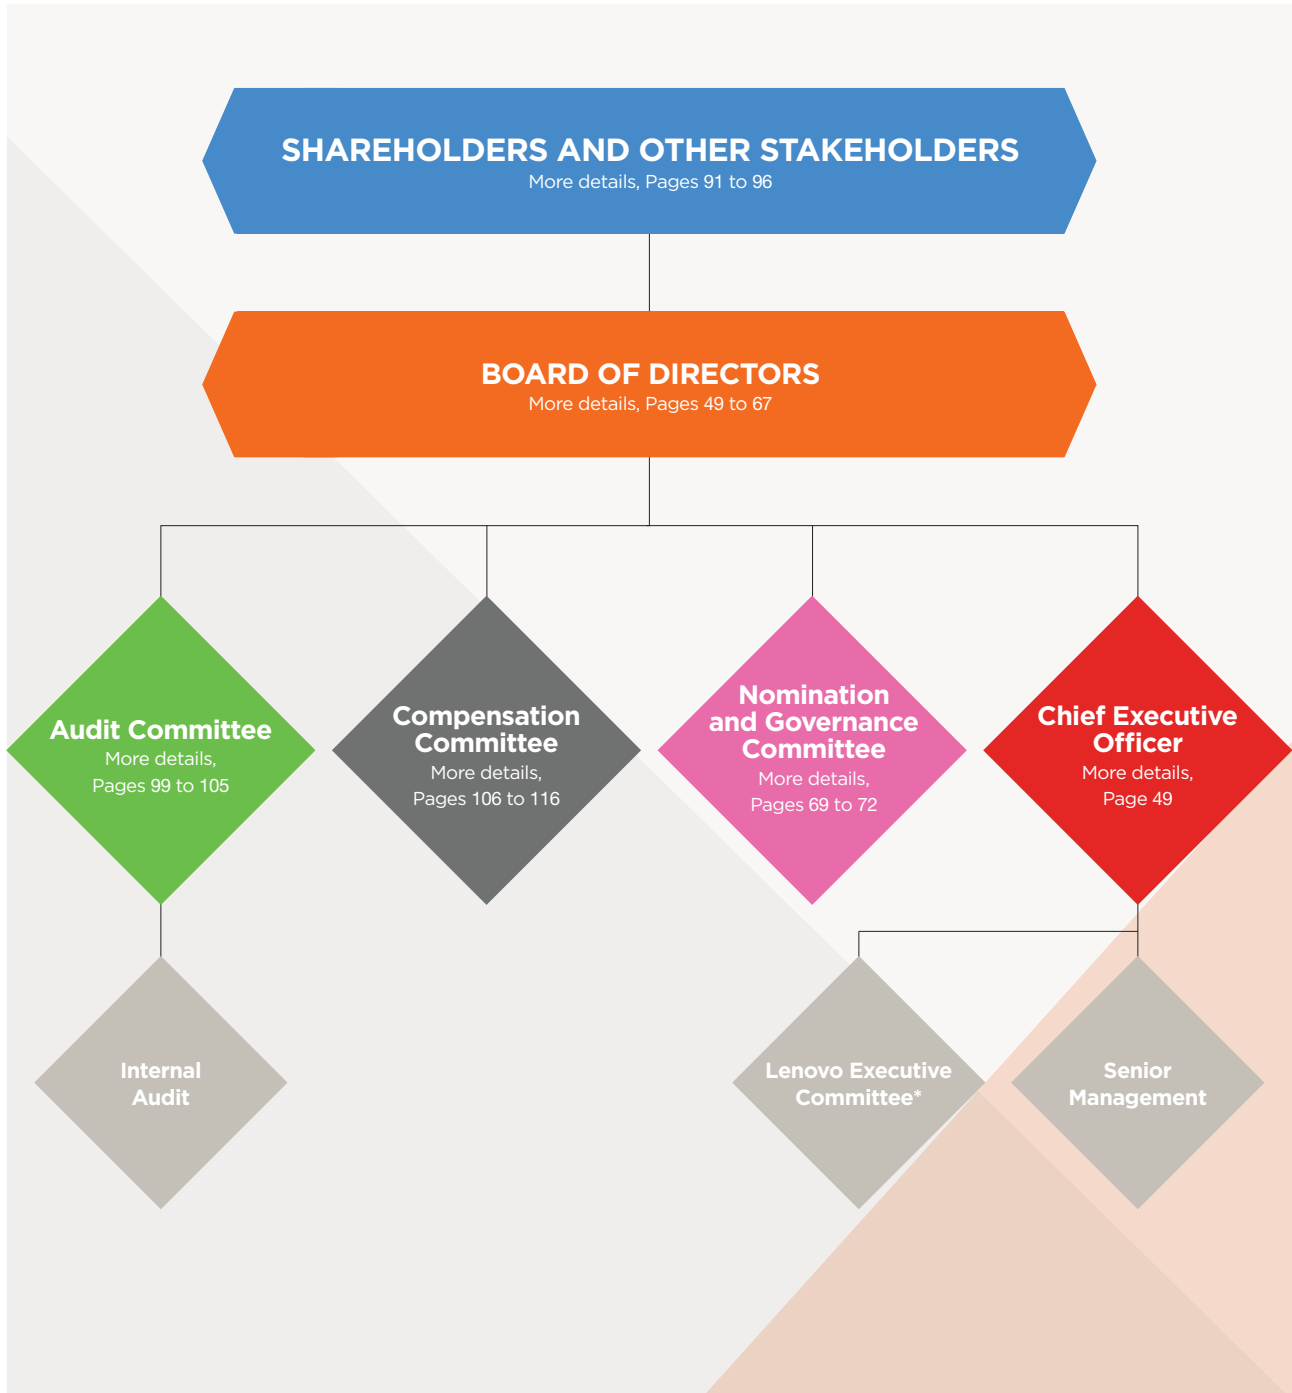 SHAREHOLDERS AND OTHER STAKEHOLDERS
More details, Pages 91 to 96
BOARD OF DIRECTORS
More details, Pages 49 to 67
Audit Committee
More details,
Pages 99 to 105
Compensation
Committee
More details,
Pages 106 to 116
Nomination
and Governance
Committee
More details,
Pages 69 to 72
Chief Executive
Officer
More details,
Page 49
Internal
Audit
Lenovo Executive
Committee*
Senior
Management